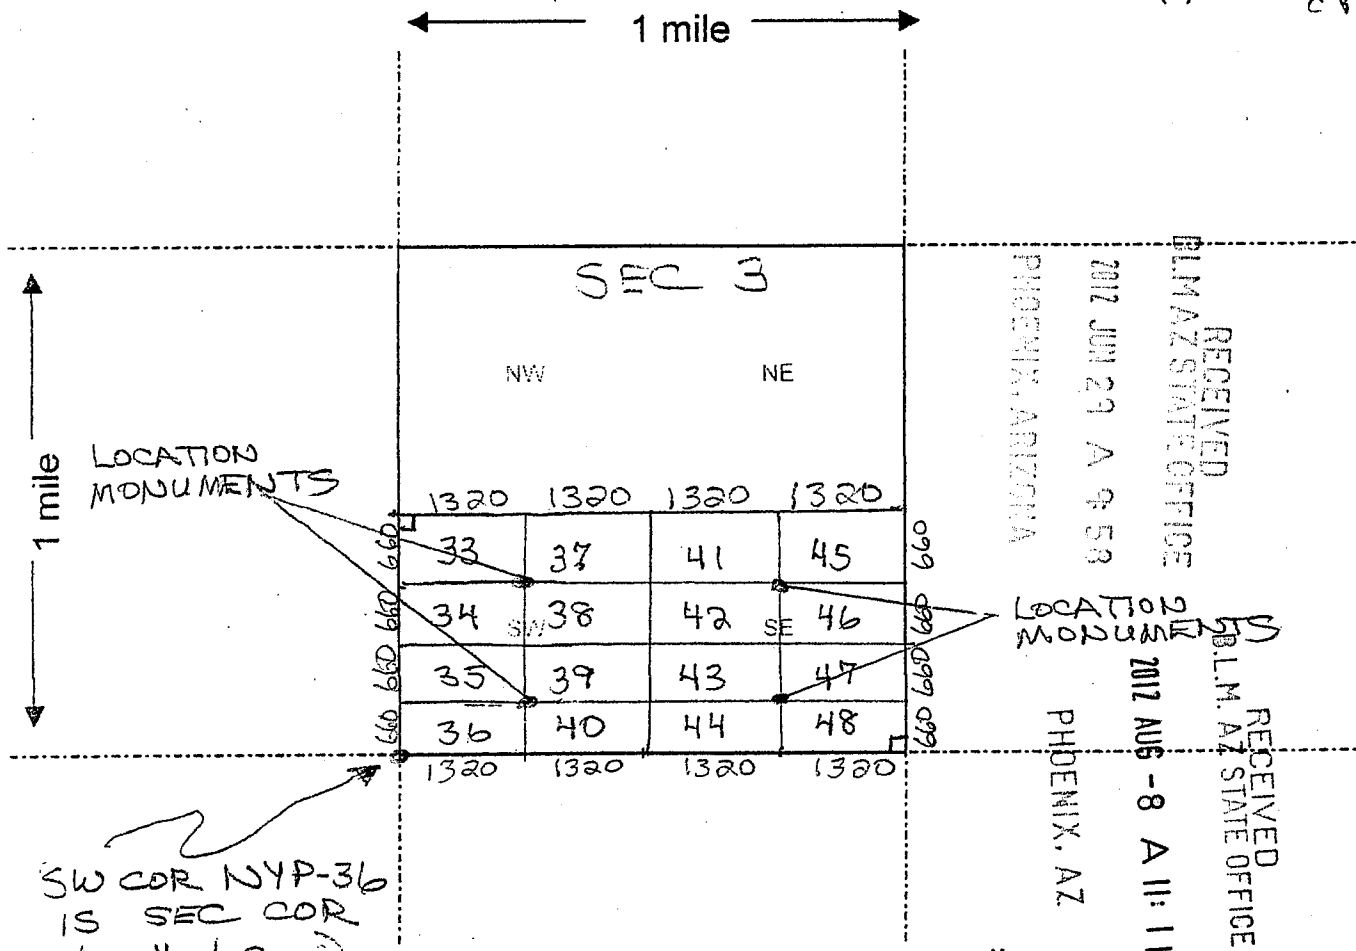 1 mile
SEC 3
NW NE
1 mile
LOCATION
MONUMENTS
1320 1320 1320 1320
660 33 37 41 45 660
660 34 38 42 46 660
SW SE
660 35 39 43 47 660
660 36 40 44 48 660
1320 1320 1320 1320
LOCATION
MONUMENTS
SW COR NYP-36
IS SEC COR
RECEIVED
BLM AZ STATE OFFICE
2012 JUN 29 A 9:58
PHOENIX, ARIZONA
RECEIVED
B.L.M. AZ STATE OFFICE
2012 AUG -8 A 11:
PHOENIX, AZ